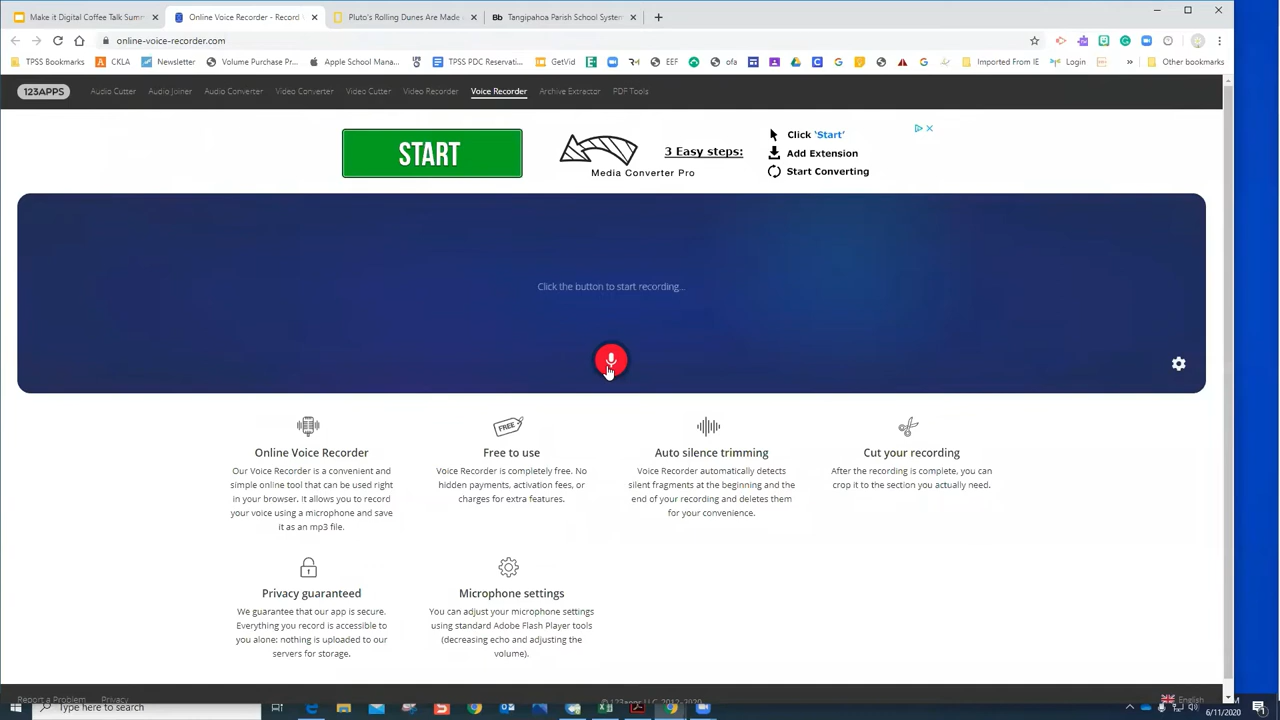 Make it Digital Coffee Talk Summ
Online Voice Recorder - Record V
Pluto's Rolling Dunes Are Made
Bb Tangipahoa Parish School System
online-voice-recorder.com
TPSS Bookmarks CKLA Newsletter Volume Purchase Pr... Apple School Mana... TPSS PDC Reservati... GetVid EEF ofa Imported From IE Login Other bookmarks
123APPS Audio Cutter Audio Joiner Audio Converter Video Converter Video Cutter Video Recorder Voice Recorder Archive Extractor PDF Tools
START
3 Easy steps:
Media Converter Pro
Click 'Start'
Add Extension
Start Converting
Click the button to start recording...
FREE
Online Voice Recorder
Our Voice Recorder is a convenient and
simple online tool that can be used right
in your browser. It allows you to record
your voice using a microphone and save
it as an mp3 file.
Free to use
Voice Recorder is completely free. No
hidden payments, activation fees, or
charges for extra features.
Auto silence trimming
Voice Recorder automatically detects
silent fragments at the beginning and the
end of your recording and deletes them
for your convenience.
Cut your recording
After the recording is complete, you can
crop it to the section you actually need.
Privacy guaranteed
We guarantee that our app is secure.
Everything you record is accessible to
you alone: nothing is uploaded to our
servers for storage.
Microphone settings
You can adjust your microphone settings
using standard Adobe Flash Player tools
(decreasing echo and adjusting the
volume).
Report a Problem Privacy © 123apps LLC, 2012-2020 English
Type here to search
6/11/2020